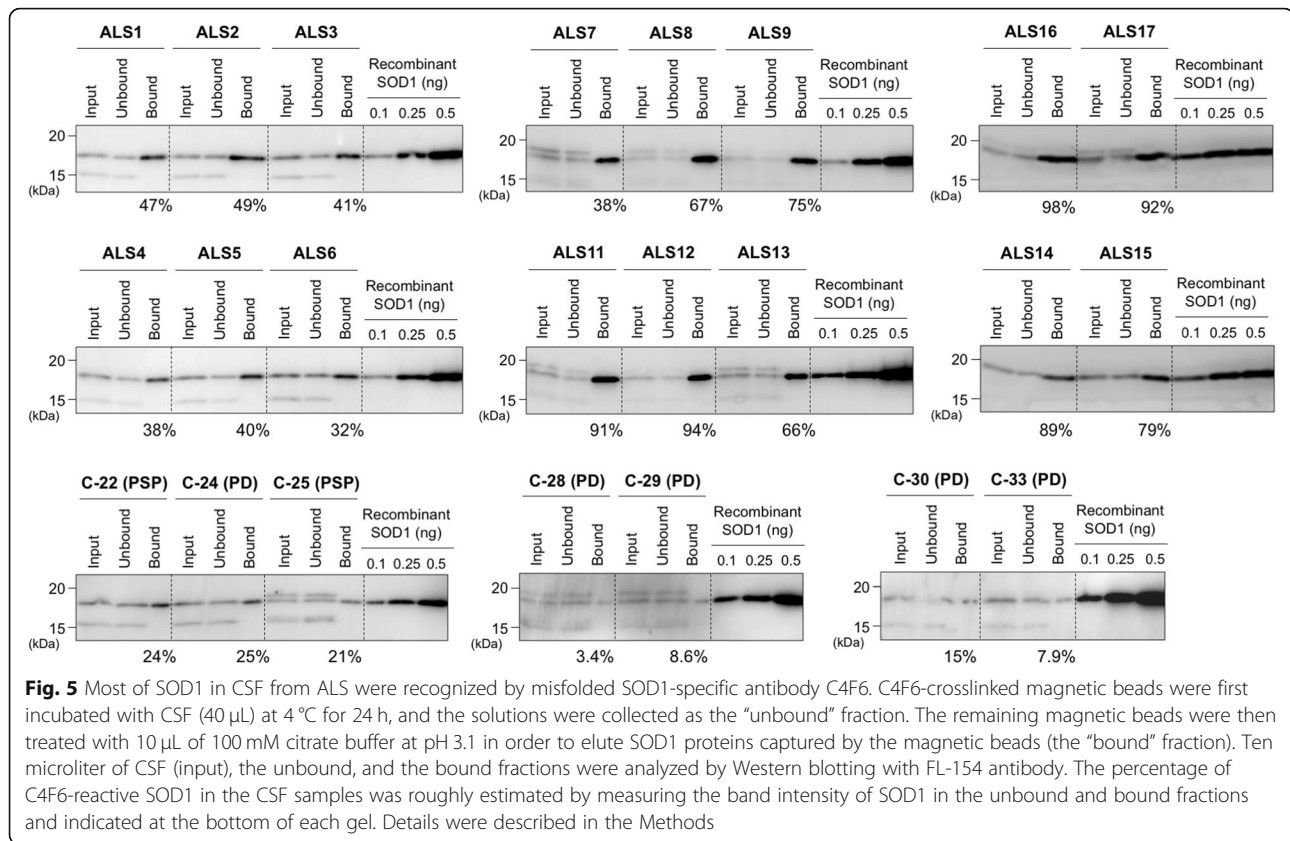 ALS1 ALS2 ALS3
Recombinant
SOD1 (ng)
Input Unbound Bound Input Unbound Bound Input Unbound Bound 0.1 0.25 0.5
20
15
(kDa)
47% 49% 41%
ALS7 ALS8 ALS9
Recombinant
SOD1 (ng)
Input Unbound Bound Input Unbound Bound Input Unbound Bound 0.1 0.25 0.5
20
15
(kDa)
38% 67% 75%
ALS16 ALS17
Recombinant
SOD1 (ng)
Input Unbound Bound Input Unbound Bound 0.1 0.25 0.5
20
15
(kDa)
98% 92%
ALS4 ALS5 ALS6
Recombinant
SOD1 (ng)
Input Unbound Bound Input Unbound Bound Input Unbound Bound 0.1 0.25 0.5
20
15
(kDa)
38% 40% 32%
ALS11 ALS12 ALS13
Recombinant
SOD1 (ng)
Input Unbound Bound Input Unbound Bound Input Unbound Bound 0.1 0.25 0.5
20
15
(kDa)
91% 94% 66%
ALS14 ALS15
Recombinant
SOD1 (ng)
Input Unbound Bound Input Unbound Bound 0.1 0.25 0.5
20
15
(kDa)
89% 79%
C-22 (PSP) C-24 (PD) C-25 (PSP)
Recombinant
SOD1 (ng)
Input Unbound Bound Input Unbound Bound Input Unbound Bound 0.1 0.25 0.5
20
15
(kDa)
24% 25% 21%
C-28 (PD) C-29 (PD)
Recombinant
SOD1 (ng)
Input Unbound Bound Input Unbound Bound 0.1 0.25 0.5
20
15
(kDa)
3.4% 8.6%
C-30 (PD) C-33 (PD)
Recombinant
SOD1 (ng)
Input Unbound Bound Input Unbound Bound 0.1 0.25 0.5
20
15
(kDa)
15% 7.9%
Fig. 5 Most of SOD1 in CSF from ALS were recognized by misfolded SOD1-specific antibody C4F6. C4F6-crosslinked magnetic beads were first
incubated with CSF (40 μL) at 4 °C for 24 h, and the solutions were collected as the “unbound” fraction. The remaining magnetic beads were then
treated with 10 μL of 100 mM citrate buffer at pH 3.1 in order to elute SOD1 proteins captured by the magnetic beads (the “bound” fraction). Ten
microliter of CSF (input), the unbound, and the bound fractions were analyzed by Western blotting with FL-154 antibody. The percentage of
C4F6-reactive SOD1 in the CSF samples was roughly estimated by measuring the band intensity of SOD1 in the unbound and bound fractions
and indicated at the bottom of each gel. Details were described in the Methods